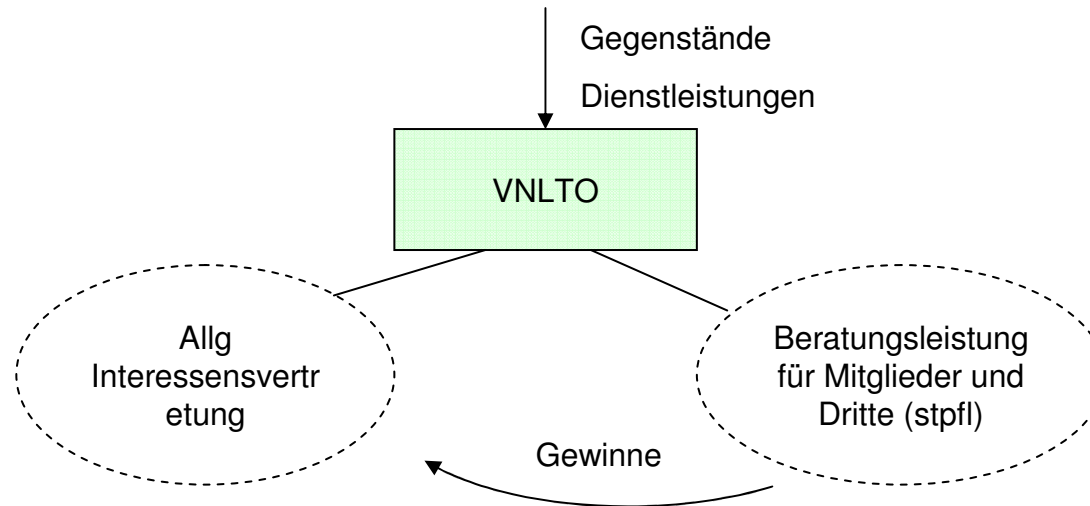 Gegenstände
Dienstleistungen
VNLTO
Allg
Interessensvertr
etung
Beratungsleistung
für Mitglieder und
Dritte (stpfl)
Gewinne